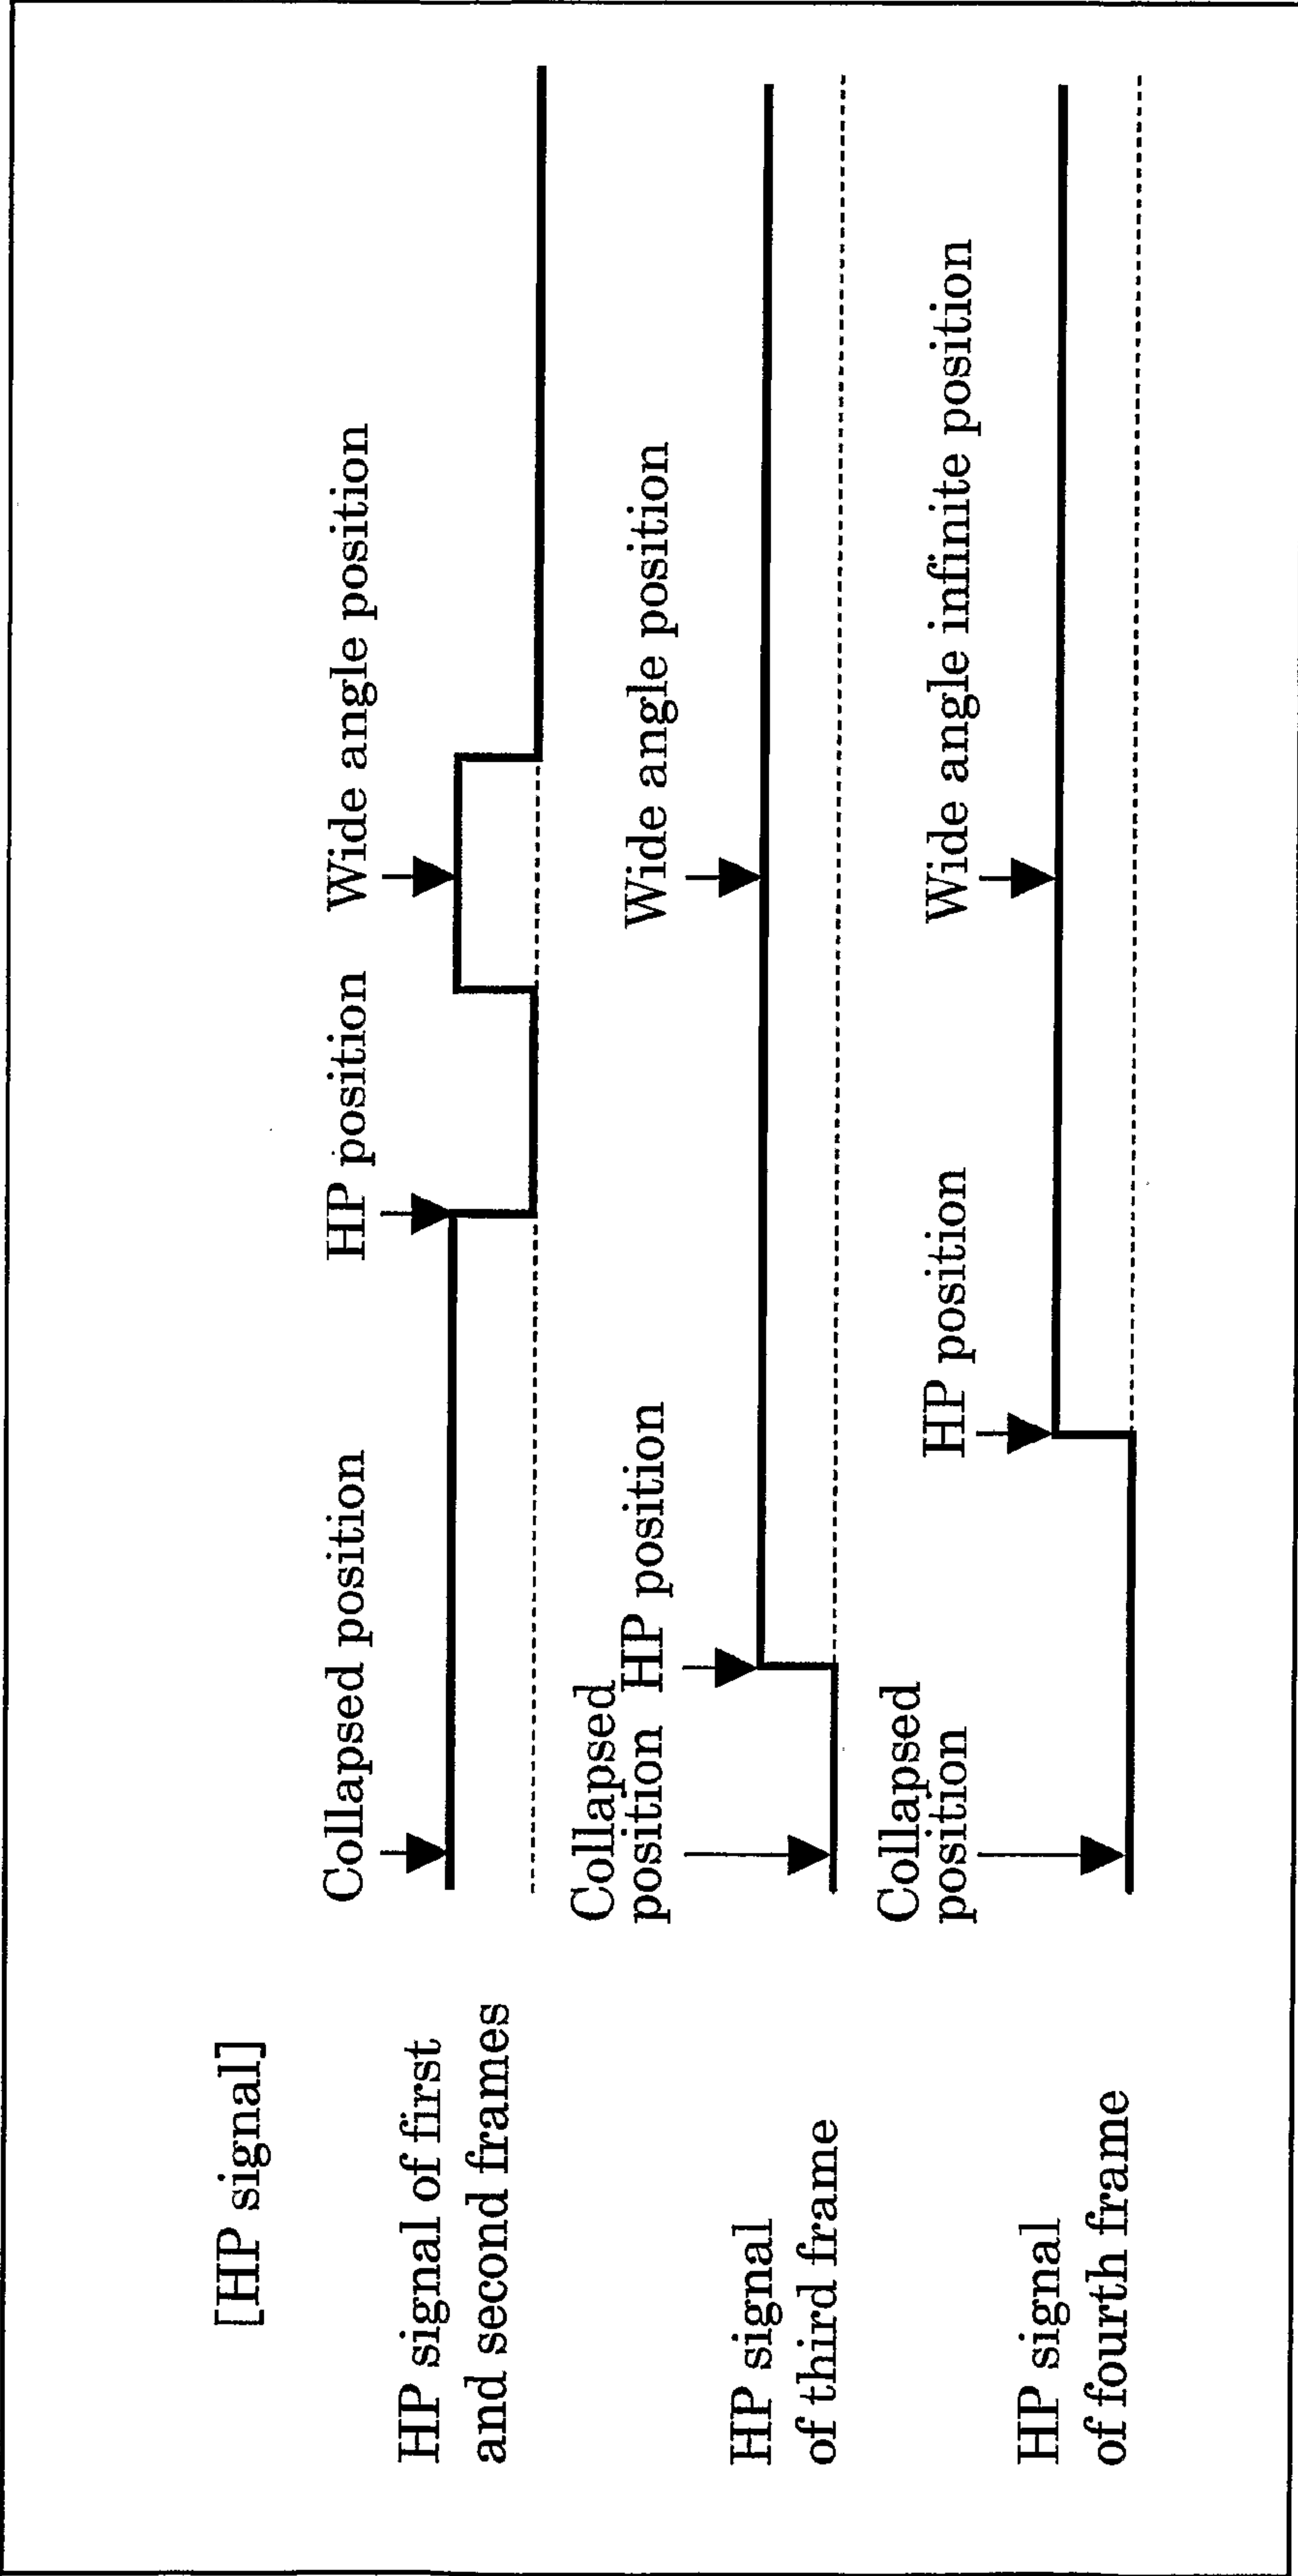 [HP signal]
HP signal of first
and second frames
Collapsed position
HP position
Wide angle position
HP signal
of third frame
Collapsed
position
HP position
Wide angle position
HP signal
of fourth frame
Collapsed
position
HP position
Wide angle infinite position